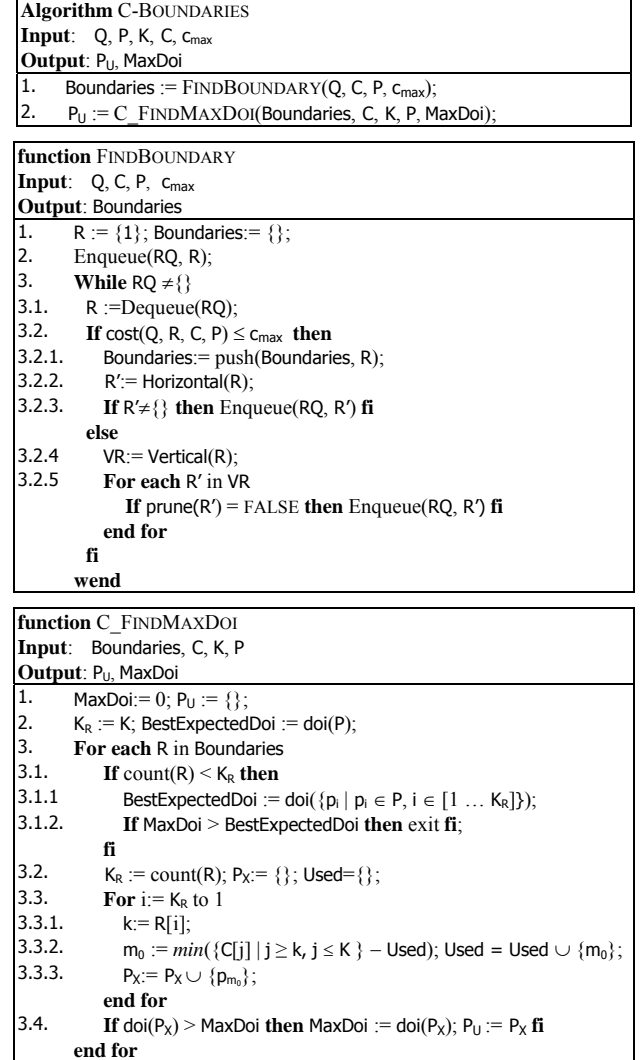 Algorithm C-BOUNDARIES
Input: Q, P, K, C, cmax
Output: PU, MaxDoi
1. Boundaries := FINDBOUNDARY(Q, C, P, cmax);
2. PU := C_FINDMAXDOI(Boundaries, C, K, P, MaxDoi);
function FINDBOUNDARY
Input: Q, C, P, cmax
Output: Boundaries
1. R := {1}; Boundaries:= {};
2. Enqueue(RQ, R);
3. While RQ ≠{}
3.1. R :=Dequeue(RQ);
3.2. If cost(Q, R, C, P) ≤ cmax then
3.2.1. Boundaries:= push(Boundaries, R);
3.2.2. R’:= Horizontal(R);
3.2.3. If R’≠{} then Enqueue(RQ, R’) fi
else
3.2.4 VR:= Vertical(R);
3.2.5 For each R’ in VR
If prune(R’) = FALSE then Enqueue(RQ, R’) fi
end for
fi
wend
function C_FINDMAXDOI
Input: Boundaries, C, K, P
Output: PU, MaxDoi
1. MaxDoi:= 0; PU := {};
2. KR := K; BestExpectedDoi := doi(P);
3. For each R in Boundaries
3.1. If count(R) < KR then
3.1.1 BestExpectedDoi := doi({pi | pi ∈ P, i ∈ [1 … KR]});
3.1.2. If MaxDoi > BestExpectedDoi then exit fi;
fi
3.2. KR := count(R); PX:= {}; Used={};
3.3. For i:= KR to 1
3.3.1. k:= R[i];
3.3.2. m0 := min({C[j] | j ≥ k, j ≤ K } – Used); Used = Used ∪ {m0};
3.3.3. PX:= PX ∪ {pm0};
end for
3.4. If doi(PX) > MaxDoi then MaxDoi := doi(PX); PU := PX fi
end for